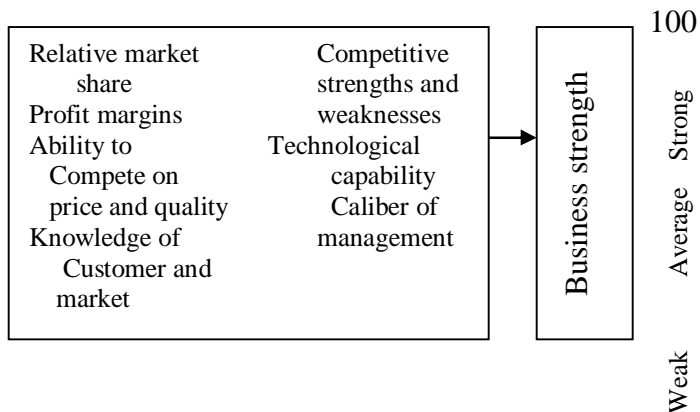 100
Relative market
share
Profit margins
Ability to
Compete on
price and quality
Knowledge of
Customer and
market
Competitive
strengths and
weaknesses
Technological
capability
Caliber of
management
Business strength
Strong
Average
Weak